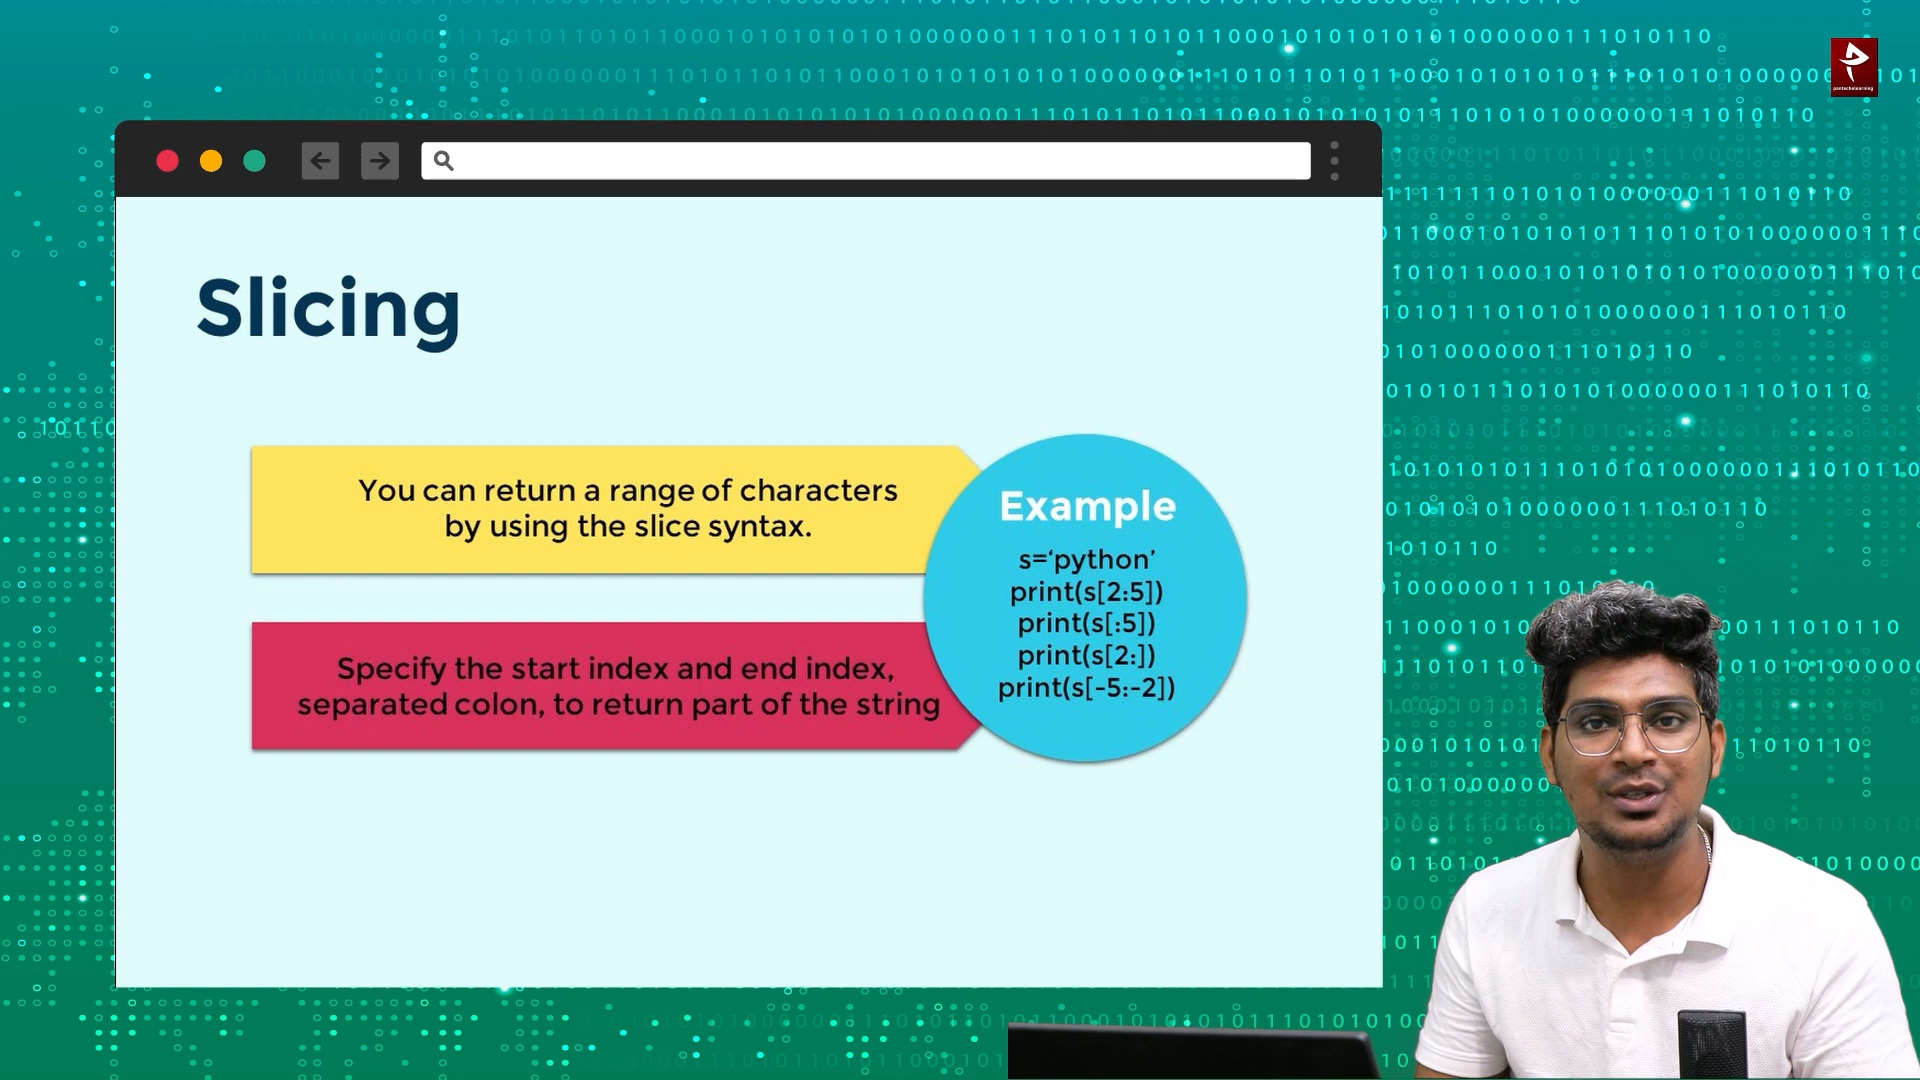 pantechelearning
Slicing
You can return a range of characters
by using the slice syntax.
Specify the start index and end index,
separated colon, to return part of the string
Example
s=‘python’
print(s[2:5])
print(s[:5])
print(s[2:])
print(s[-5:-2])